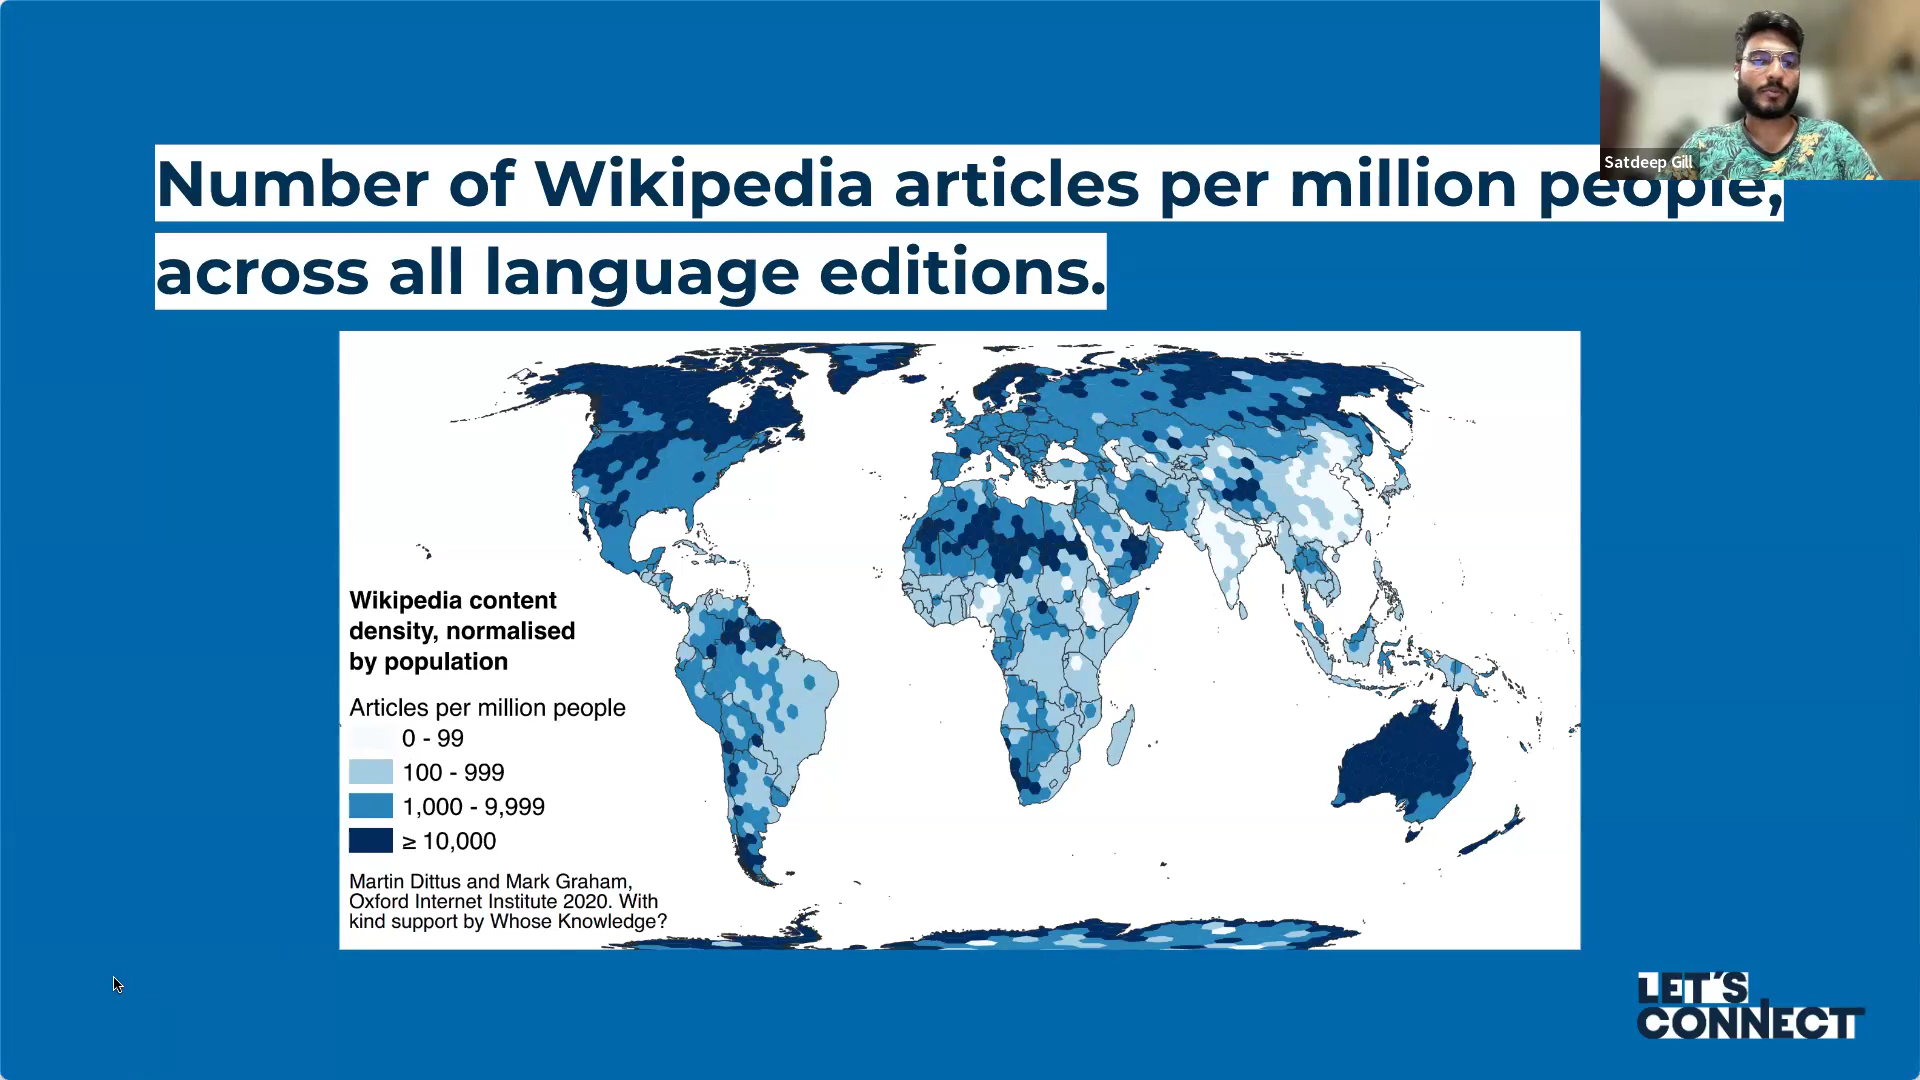 Satdeep Gill
Number of Wikipedia articles per million people,
across all language editions.
Wikipedia content
density, normalised
by population
Articles per million people
0 - 99
100 - 999
1,000 - 9,999
≥ 10,000
Martin Dittus and Mark Graham,
Oxford Internet Institute 2020. With
kind support by Whose Knowledge?
LET'S
CONNECT